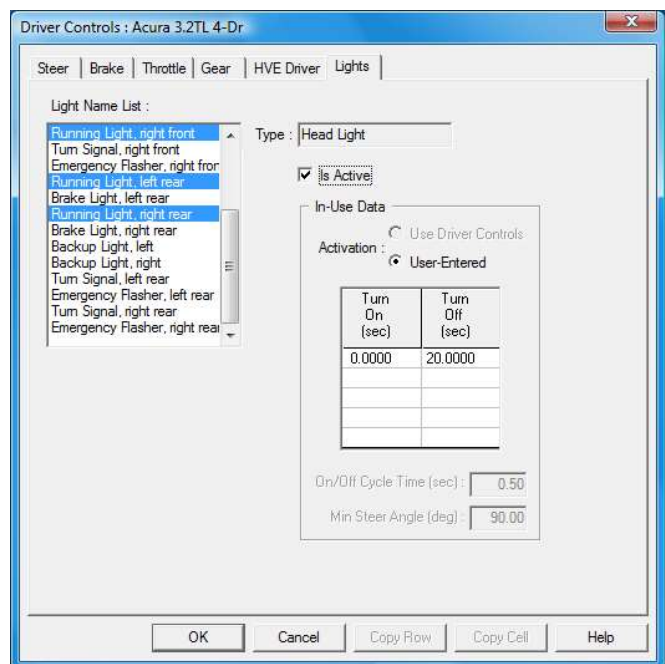 Driver Controls : Acura 3.2TL 4-Dr
Steer Brake Throttle Gear HVE Driver Lights
Light Name List :
Running Light, right front
Turn Signal, right front
Emergency Flasher, right fron
Running Light, left rear
Brake Light, left rear
Running Light, right rear
Brake Light, right rear
Backup Light, left
Backup Light, right
Turn Signal, left rear
Emergency Flasher, left rear
Turn Signal, right rear
Emergency Flasher, right rear
Type : Head Light
Is Active
In-Use Data
Activation :
Use Driver Controls
User-Entered
Turn On (sec)
Turn Off (sec)
0.0000 20.0000
On/Off Cycle Time (sec) : 0.50
Min Steer Angle (deg) : 90.00
OK Cancel Copy Row Copy Cell Help